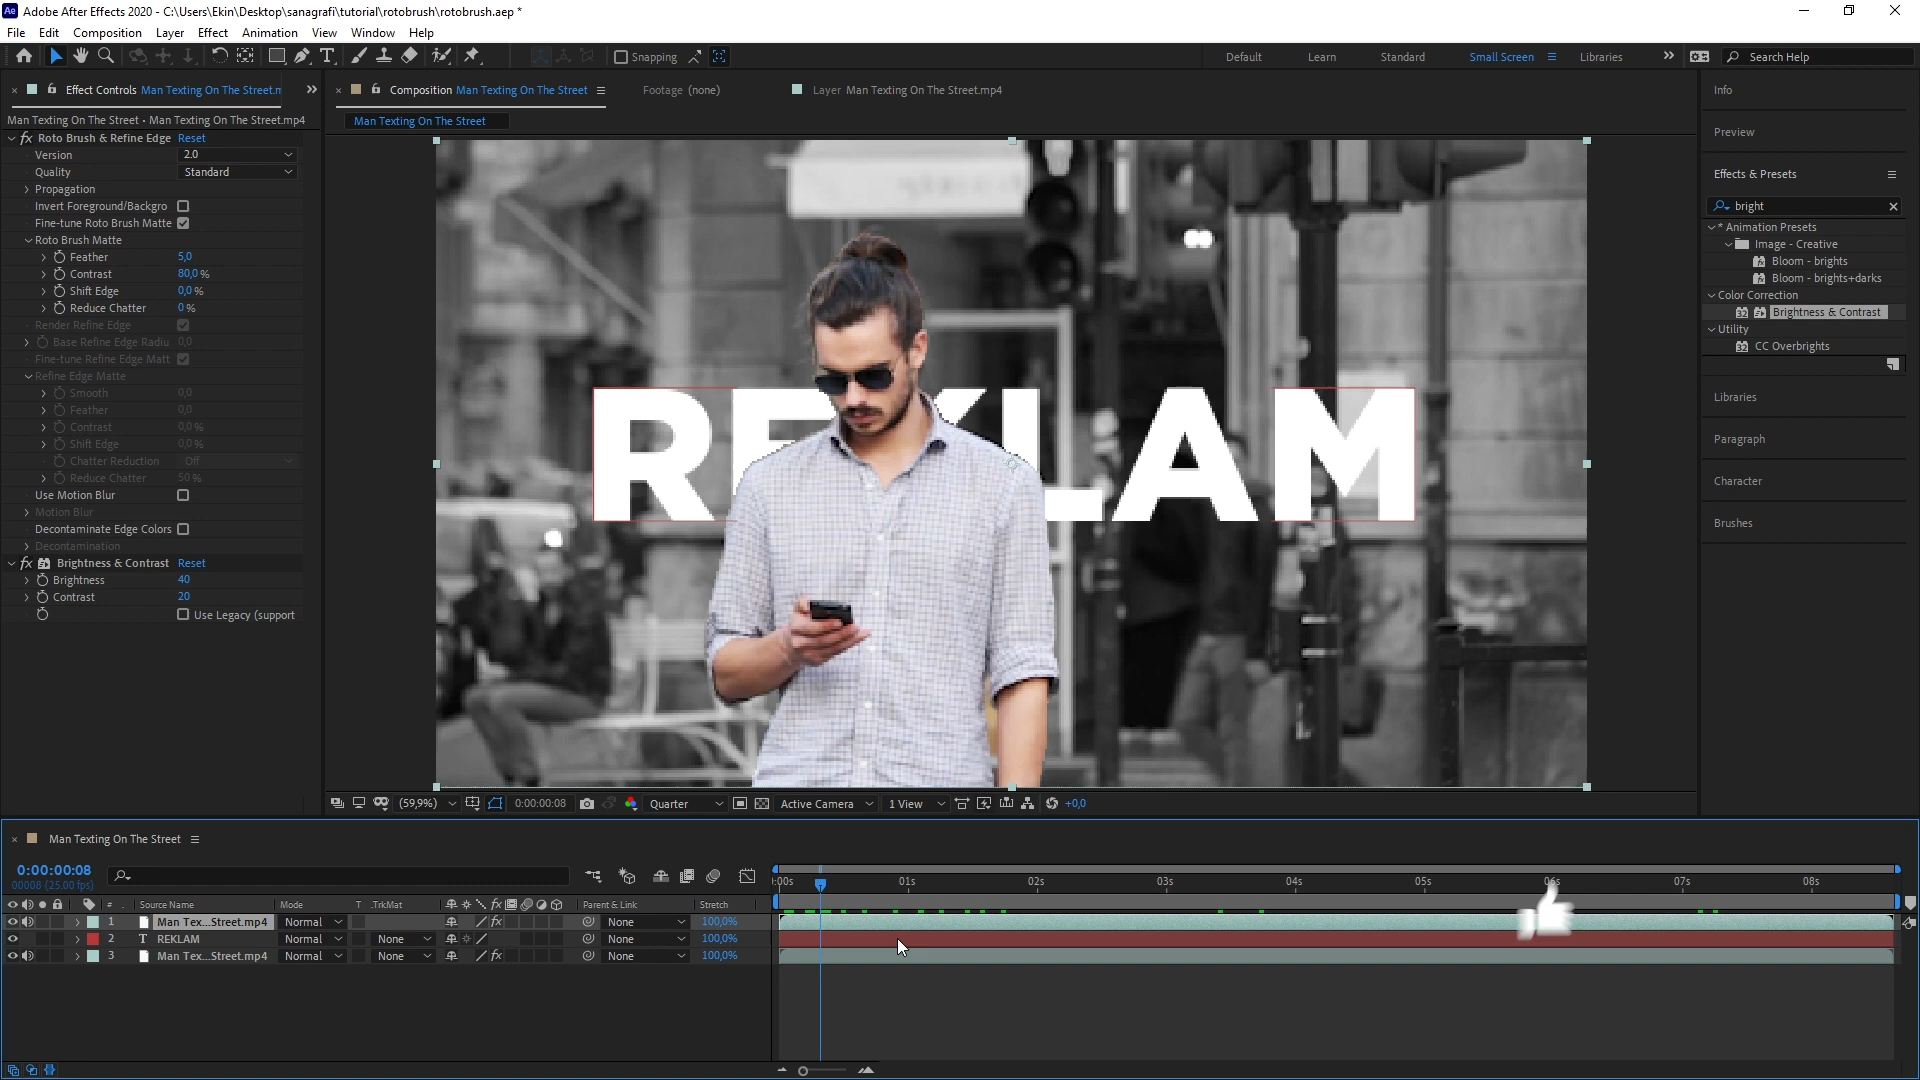 Adobe After Effects 2020 - C:\Users\Ekin\Desktop\sanagrafi\tutorial\rotobrush\rotobrush.aep *
File Edit Composition Layer Effect Animation View Window Help
Snapping
Default Learn Standard Small Screen Libraries Search Help
Effect Controls Man Texting On The Street.m
Composition Man Texting On The Street
Footage (none)
Layer Man Texting On The Street.mp4
Man Texting On The Street • Man Texting On The Street.mp4
Man Texting On The Street
Roto Brush & Refine Edge Reset
Version 2.0
Quality Standard
Propagation
Invert Foreground/Backgro
Fine-tune Roto Brush Matte
Roto Brush Matte
Feather 5,0
Contrast 80,0 %
Shift Edge 0,0 %
Reduce Chatter 0 %
Render Refine Edge
Base Refine Edge Radiu 0,0
Fine-tune Refine Edge Matt
Refine Edge Matte
Smooth 0,0
Feather 0,0
Contrast 0,0 %
Shift Edge 0,0 %
Chatter Reduction Off
Reduce Chatter 50 %
Use Motion Blur
Motion Blur
Decontaminate Edge Colors
Decontamination
Brightness & Contrast Reset
Brightness 40
Contrast 20
Use Legacy (support
REKLAM
Info
Preview
Effects & Presets
bright
* Animation Presets
Image - Creative
Bloom - brights
Bloom - brights+darks
Color Correction
Brightness & Contrast
Utility
CC Overbrights
Libraries
Paragraph
Character
Brushes
(59,9%) 0:00:00:08 Quarter Active Camera 1 View +0,0
Man Texting On The Street
0:00:00:08
00008 (25.00 fps)
:00s 01s 02s 03s 04s 05s 06s 07s 08s
# Source Name Mode T .TrkMat fx Parent & Link Stretch
1 Man Tex...Street.mp4 Normal fx None 100,0%
2 T REKLAM Normal None None 100,0%
3 Man Tex...Street.mp4 Normal None fx None 100,0%